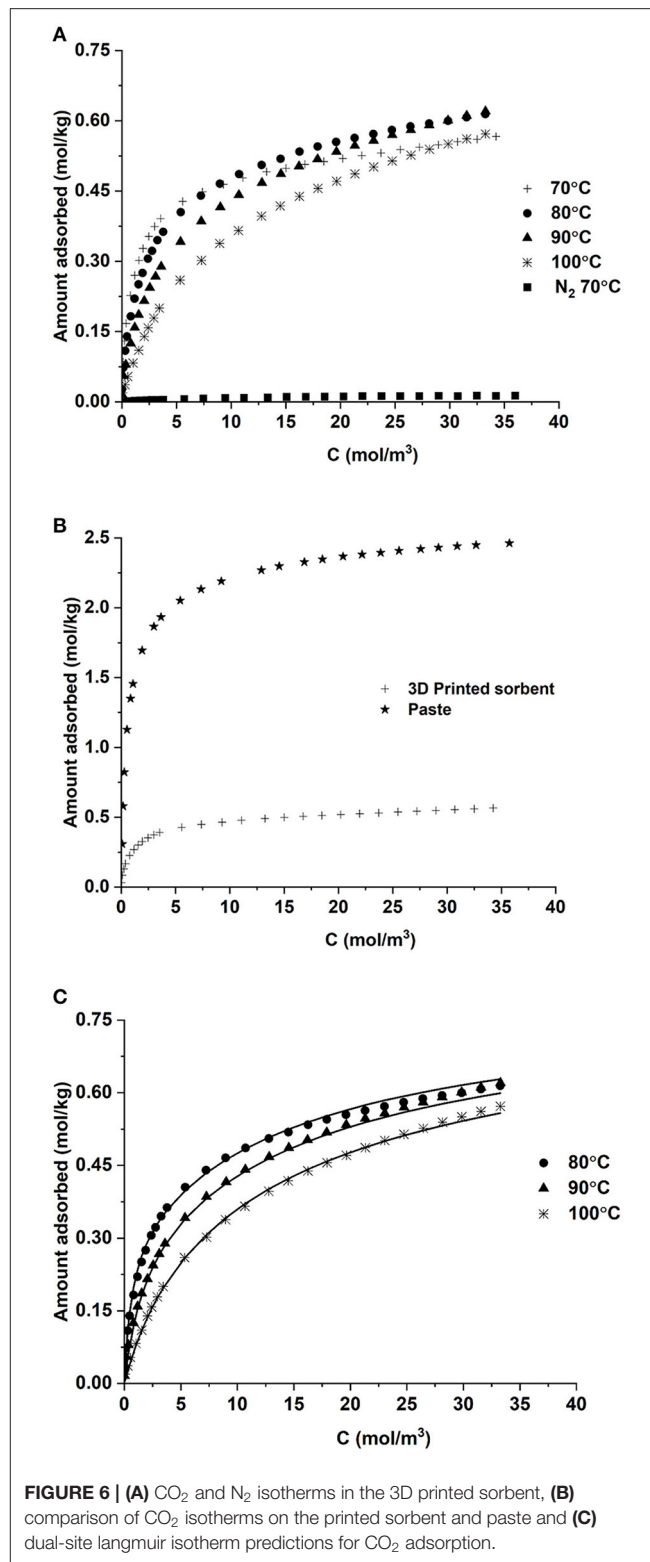 A
0.75
0.60
0.45
0.30
0.15
0.00
Amount adsorbed (mol/kg)
70°C
80°C
90°C
100°C
N₂ 70°C
0 5 10 15 20 25 30 35 40
C (mol/m³)
B
2.5
2.0
1.5
1.0
0.5
0.0
Amount adsorbed (mol/kg)
3D Printed sorbent
Paste
0 5 10 15 20 25 30 35 40
C (mol/m³)
C
0.75
0.60
0.45
0.30
0.15
0.00
Amount adsorbed (mol/kg)
80°C
90°C
100°C
0 5 10 15 20 25 30 35 40
C (mol/m³)
FIGURE 6 | (A) CO₂ and N₂ isotherms in the 3D printed sorbent, (B)
comparison of CO₂ isotherms on the printed sorbent and paste and (C)
dual-site langmuir isotherm predictions for CO₂ adsorption.